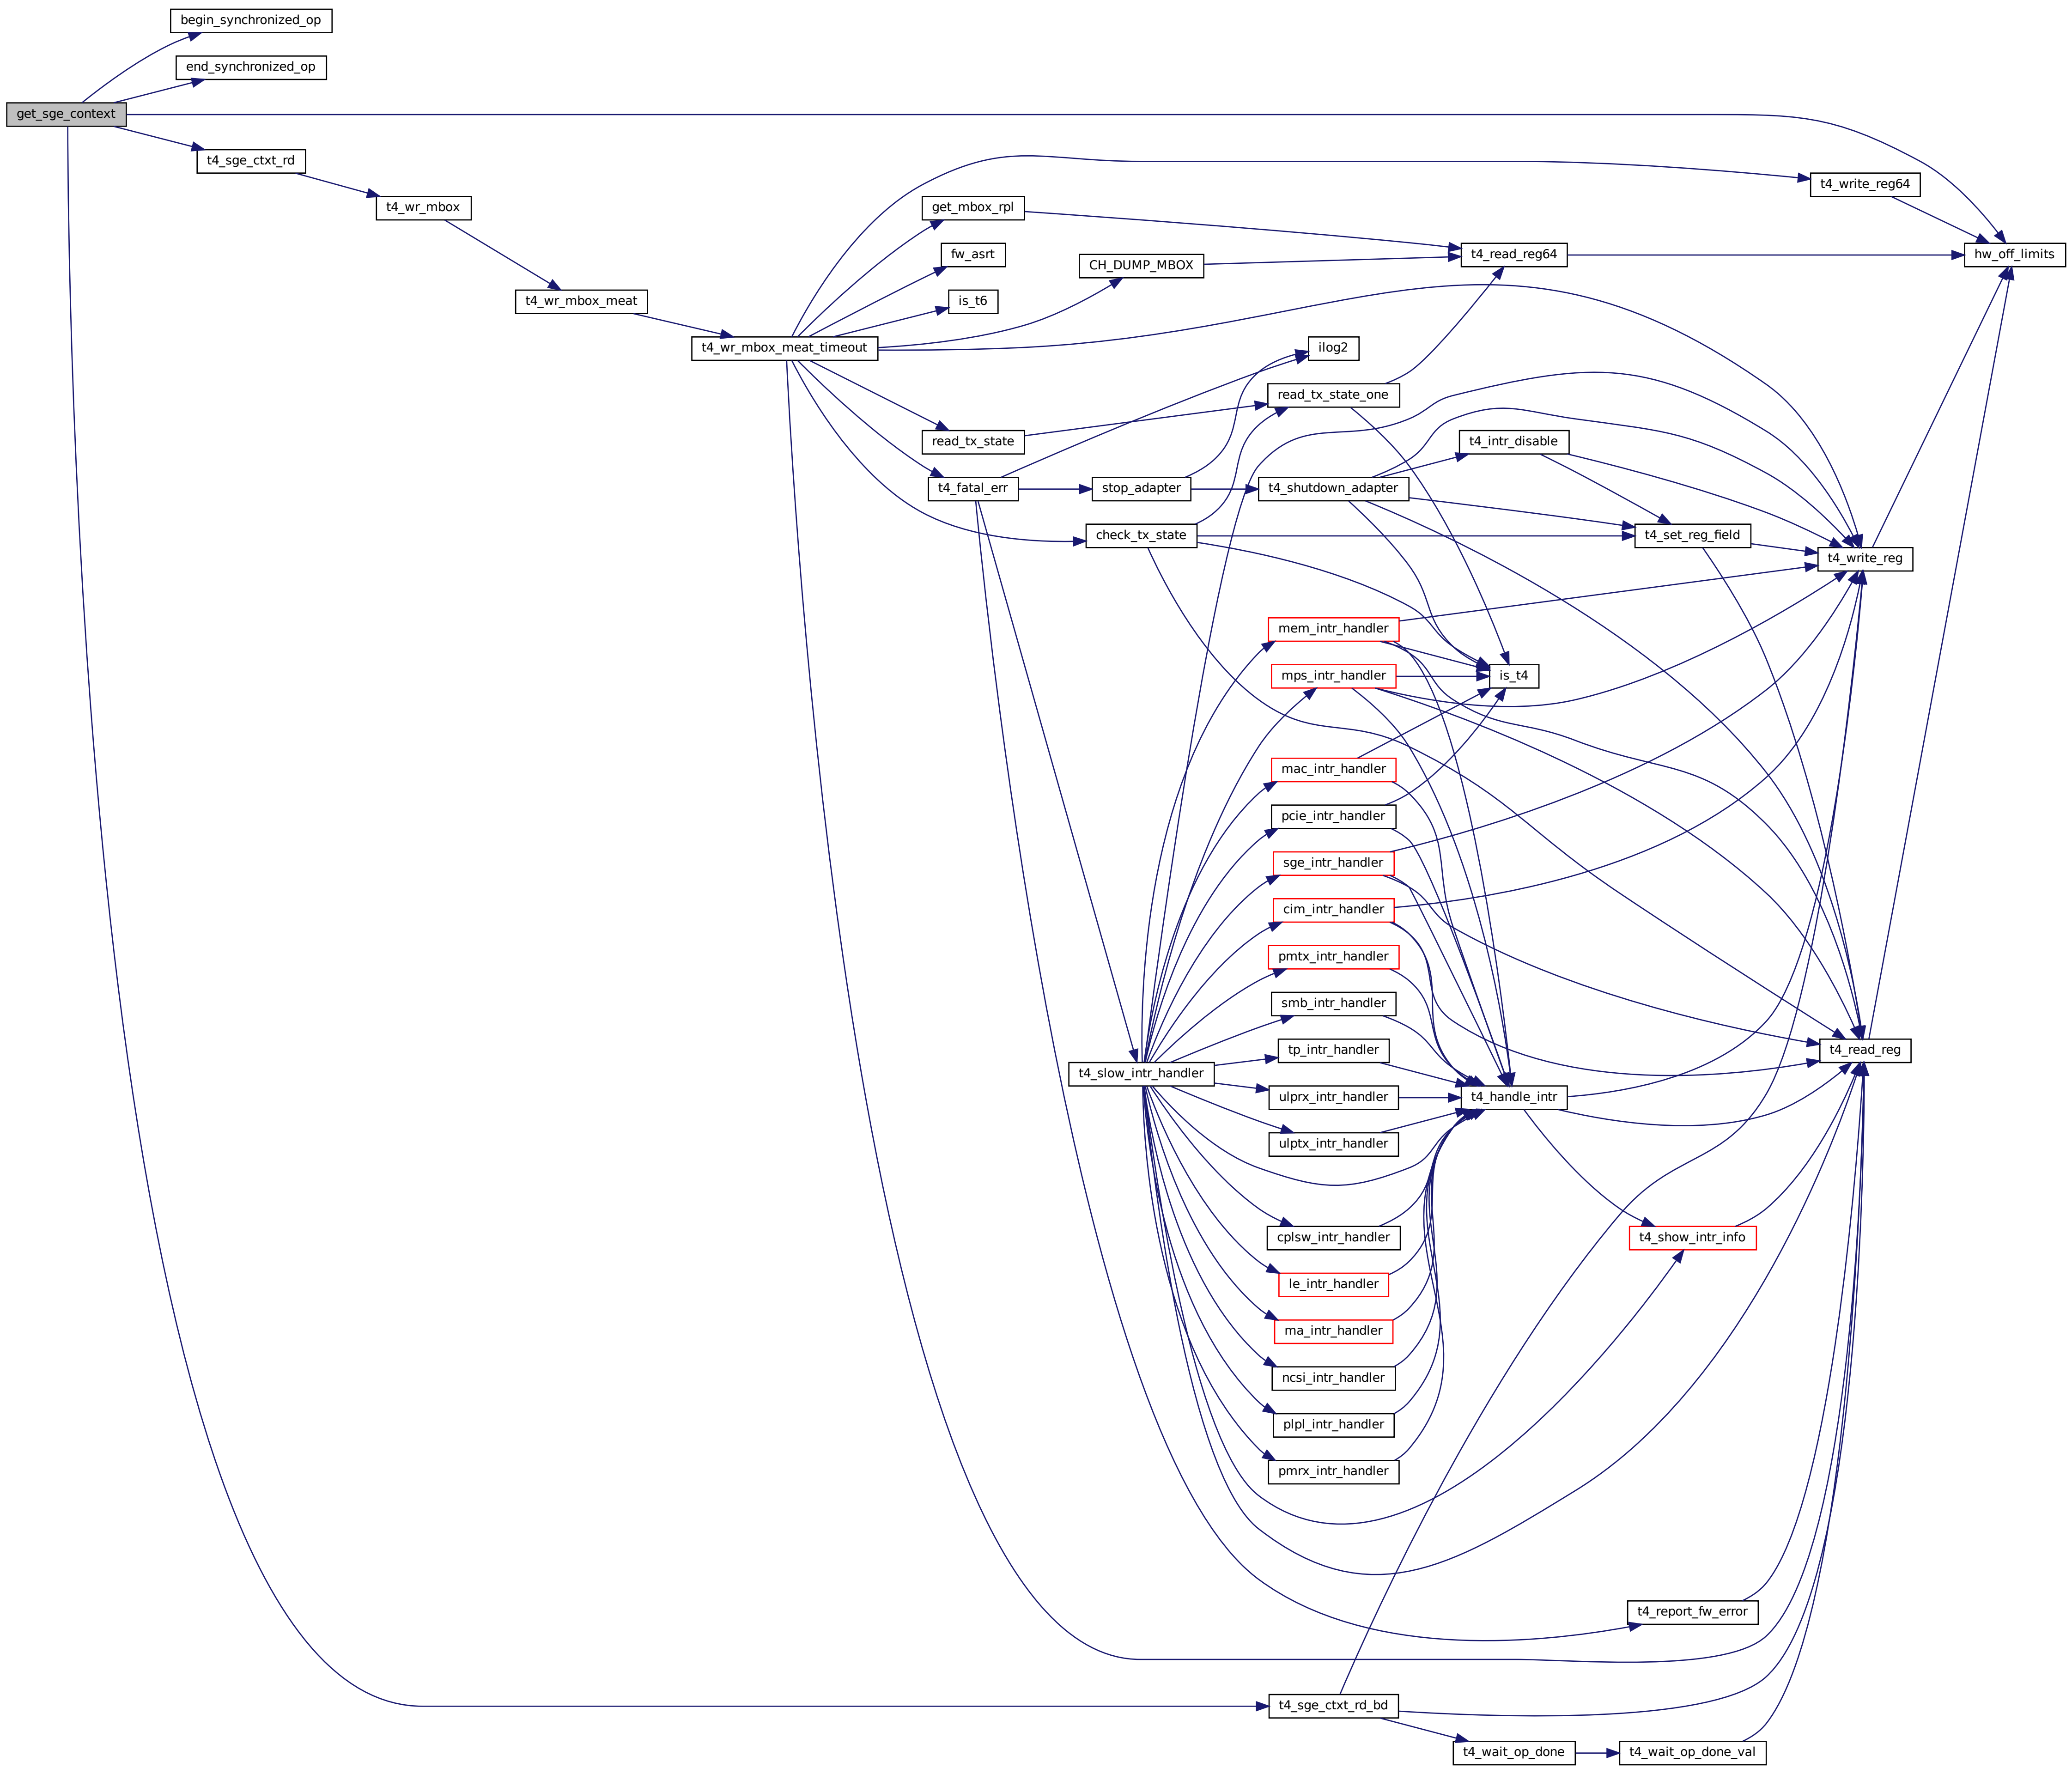 begin_synchronized_op
end_synchronized_op
get_sge_context
t4_sge_ctxt_rd
t4_write_reg64
t4_wr_mbox
get_mbox_rpl
fw_asrt
t4_read_reg64
hw_off_limits
CH_DUMP_MBOX
t4_wr_mbox_meat
is_t6
t4_wr_mbox_meat_timeout
ilog2
read_tx_state_one
read_tx_state
t4_intr_disable
t4_fatal_err
stop_adapter
t4_shutdown_adapter
check_tx_state
t4_set_reg_field
t4_write_reg
mem_intr_handler
mps_intr_handler
is_t4
mac_intr_handler
pcie_intr_handler
sge_intr_handler
cim_intr_handler
pmtx_intr_handler
smb_intr_handler
tp_intr_handler
t4_read_reg
t4_slow_intr_handler
ulprx_intr_handler
t4_handle_intr
ulptx_intr_handler
cplsw_intr_handler
t4_show_intr_info
le_intr_handler
ma_intr_handler
ncsi_intr_handler
plpl_intr_handler
pmrx_intr_handler
t4_report_fw_error
t4_sge_ctxt_rd_bd
t4_wait_op_done
t4_wait_op_done_val